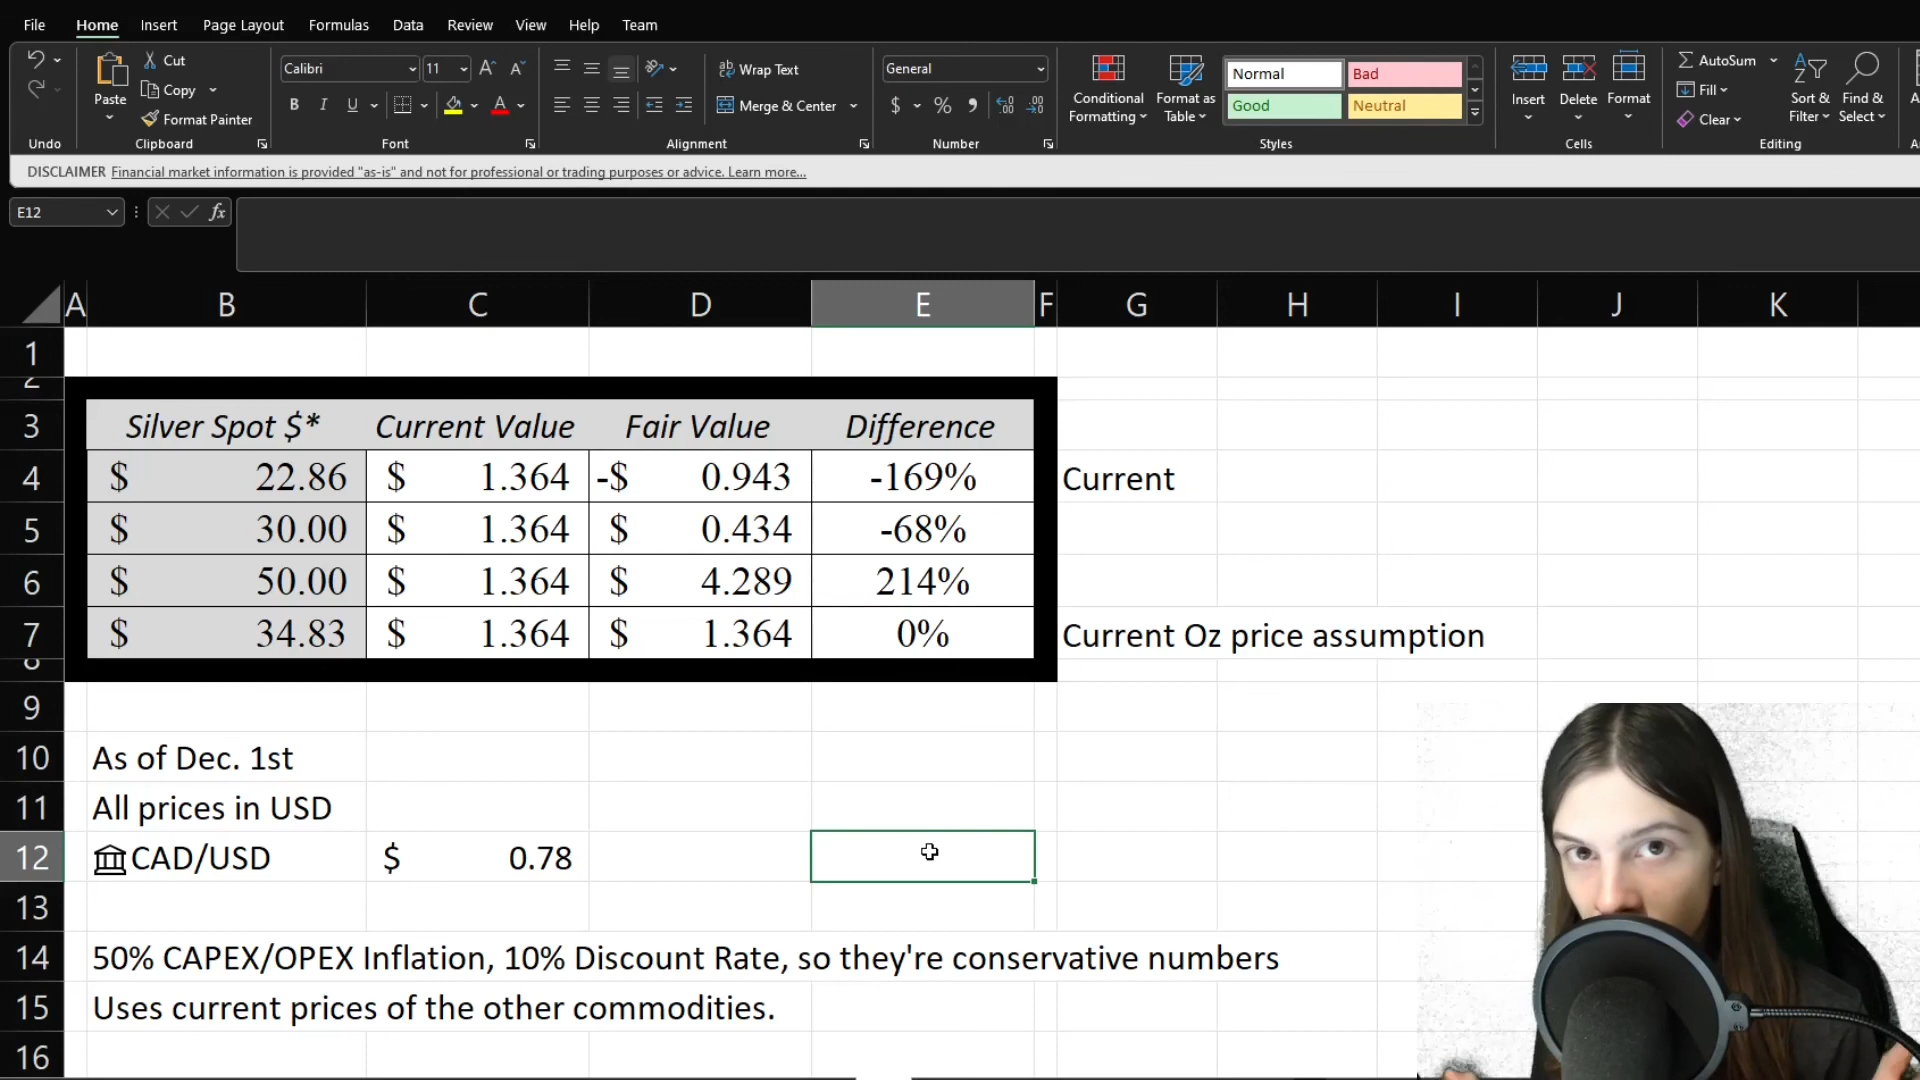 File Home Insert Page Layout Formulas Data Review View Help Team
Cut
Calibri 11 Wrap Text General Normal Bad AutoSum
Copy
Fill
Paste Conditional Format as Insert Delete Format Sort & Find &
B I U Merge & Center $ % Good Neutral
Format Painter Formatting Table Clear Filter Select
Undo Clipboard Font Alignment Number Styles Cells Editing
DISCLAIMER Financial market information is provided "as-is" and not for professional or trading purposes or advice. Learn more...
E12 fx
A B C D E F G H I J K
1
2
3 Silver Spot $* Current Value Fair Value Difference
4 $ 22.86 $ 1.364 -$ 0.943 -169% Current
5 $ 30.00 $ 1.364 $ 0.434 -68%
6 $ 50.00 $ 1.364 $ 4.289 214%
7 $ 34.83 $ 1.364 $ 1.364 0% Current Oz price assumption
8
9
10 As of Dec. 1st
11 All prices in USD
12 CAD/USD $ 0.78
13
14 50% CAPEX/OPEX Inflation, 10% Discount Rate, so they're conservative numbers
15 Uses current prices of the other commodities.
16